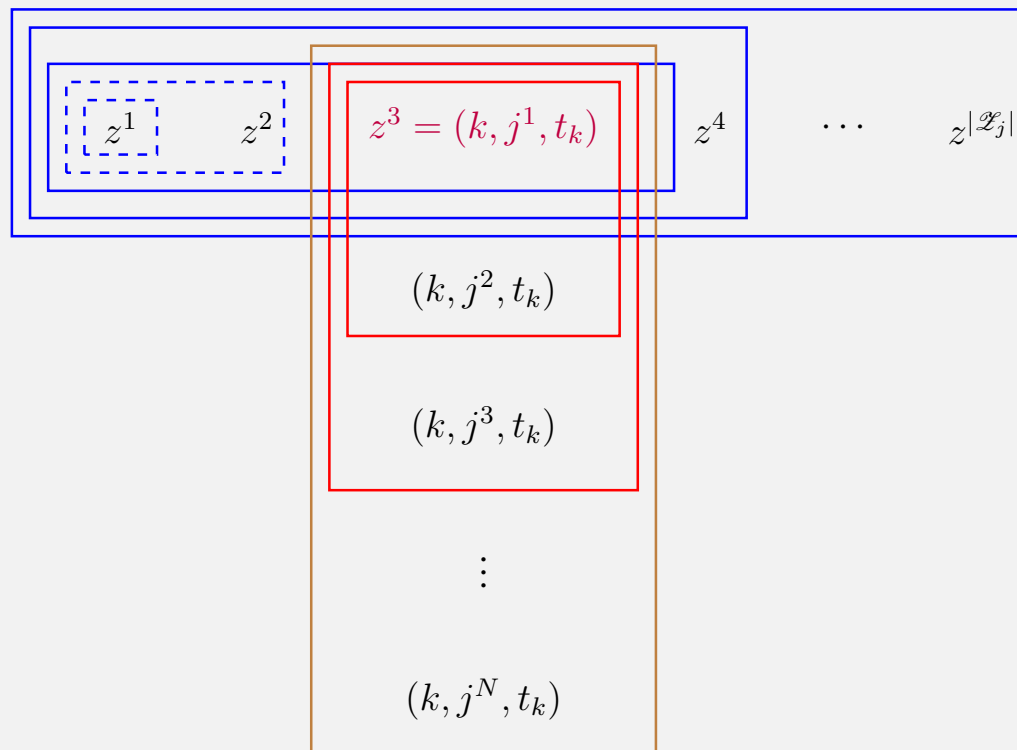 z^1 z^2 z^3 = (k, j^1, t_k) z^4 ⋯ z^{|𝒵_j|}
(k, j^2, t_k)
(k, j^3, t_k)
⋮
(k, j^N, t_k)